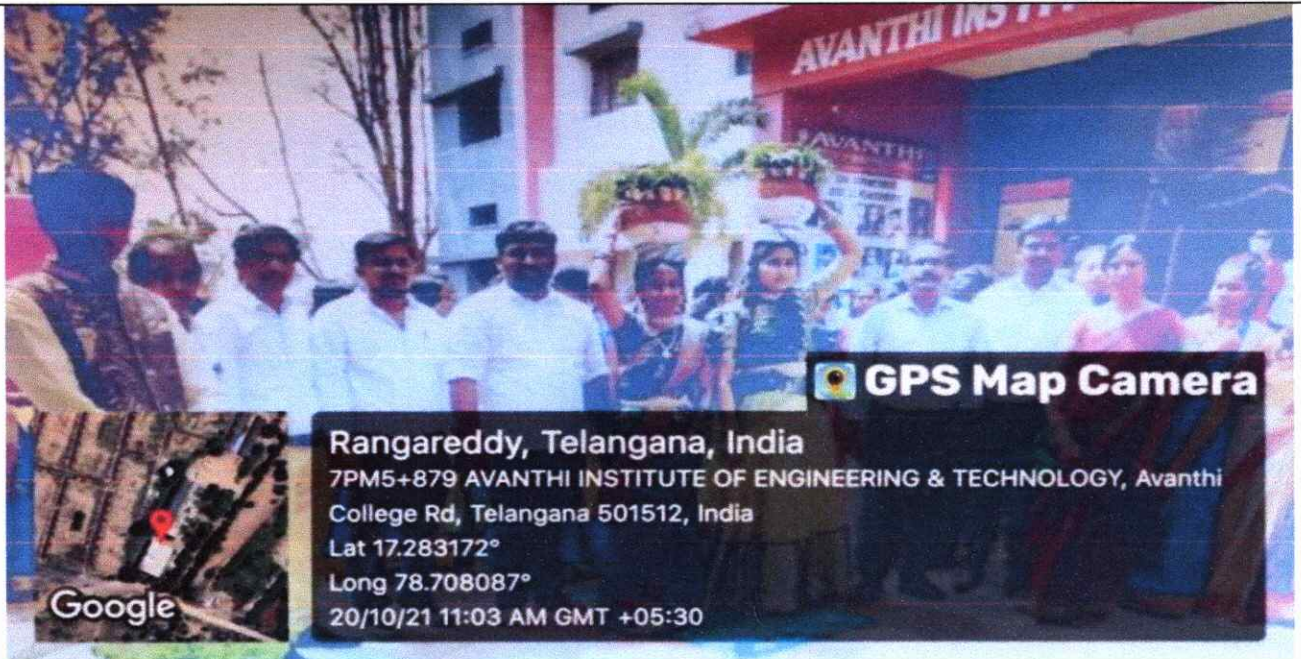 AVANTHI INSTIT
AVANTHI
GPS Map Camera
Rangareddy, Telangana, India
7PM5+879 AVANTHI INSTITUTE OF ENGINEERING & TECHNOLOGY, Avanthi
College Rd, Telangana 501512, India
Lat 17.283172°
Long 78.708087°
20/10/21 11:03 AM GMT +05:30
Google